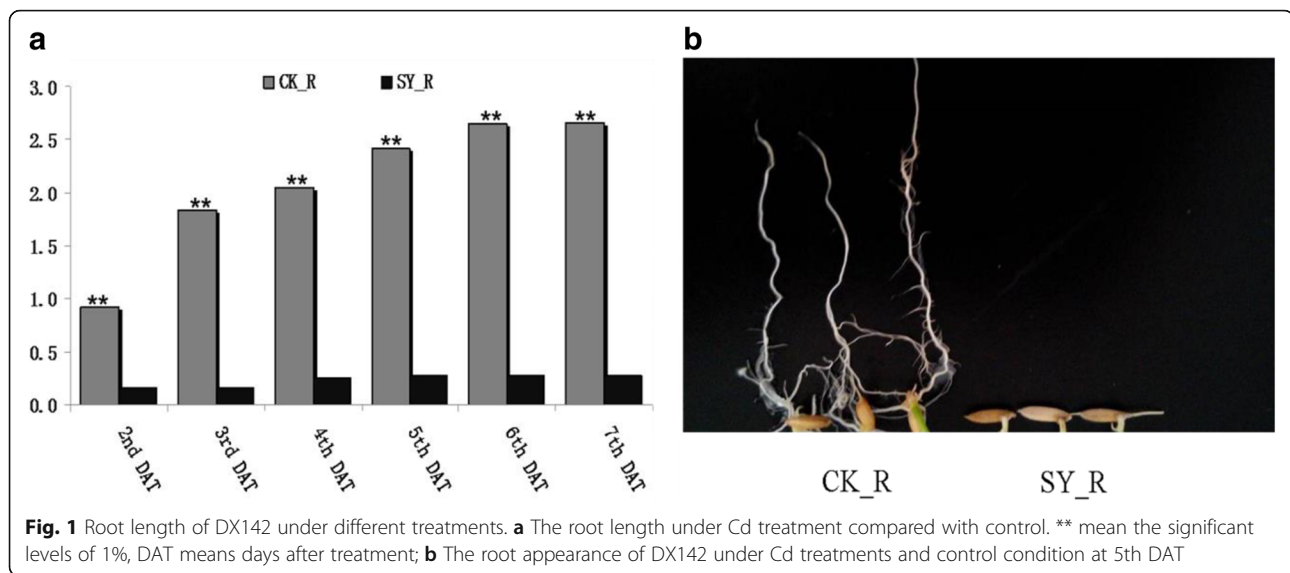 a
CK_R SY_R
3.0
2.5
2.0
1.5
1.0
0.5
0.0
**
**
**
**
**
**
2nd DAT
3rd DAT
4th DAT
5th DAT
6th DAT
7th DAT
b
CK_R SY_R
Fig. 1 Root length of DX142 under different treatments. a The root length under Cd treatment compared with control. ** mean the significant
levels of 1%, DAT means days after treatment; b The root appearance of DX142 under Cd treatments and control condition at 5th DAT